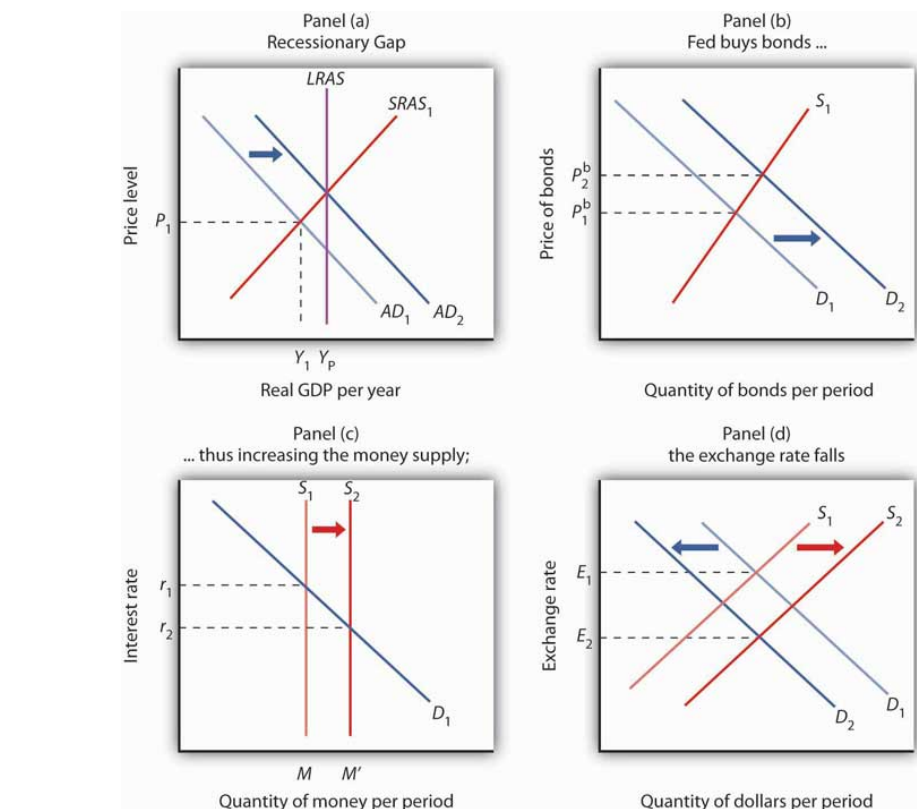 Panel (a)
Recessionary Gap
LRAS
SRAS₁
Price level
P₁
AD₁
AD₂
Y₁
Yₚ
Real GDP per year
Panel (b)
Fed buys bonds ...
S₁
Price of bonds
P₂ᵇ
P₁ᵇ
D₁
D₂
Quantity of bonds per period
Panel (c)
... thus increasing the money supply;
S₁
S₂
Interest rate
r₁
r₂
D₁
M
M′
Quantity of money per period
Panel (d)
the exchange rate falls
S₁
S₂
Exchange rate
E₁
E₂
D₂
D₁
Quantity of dollars per period